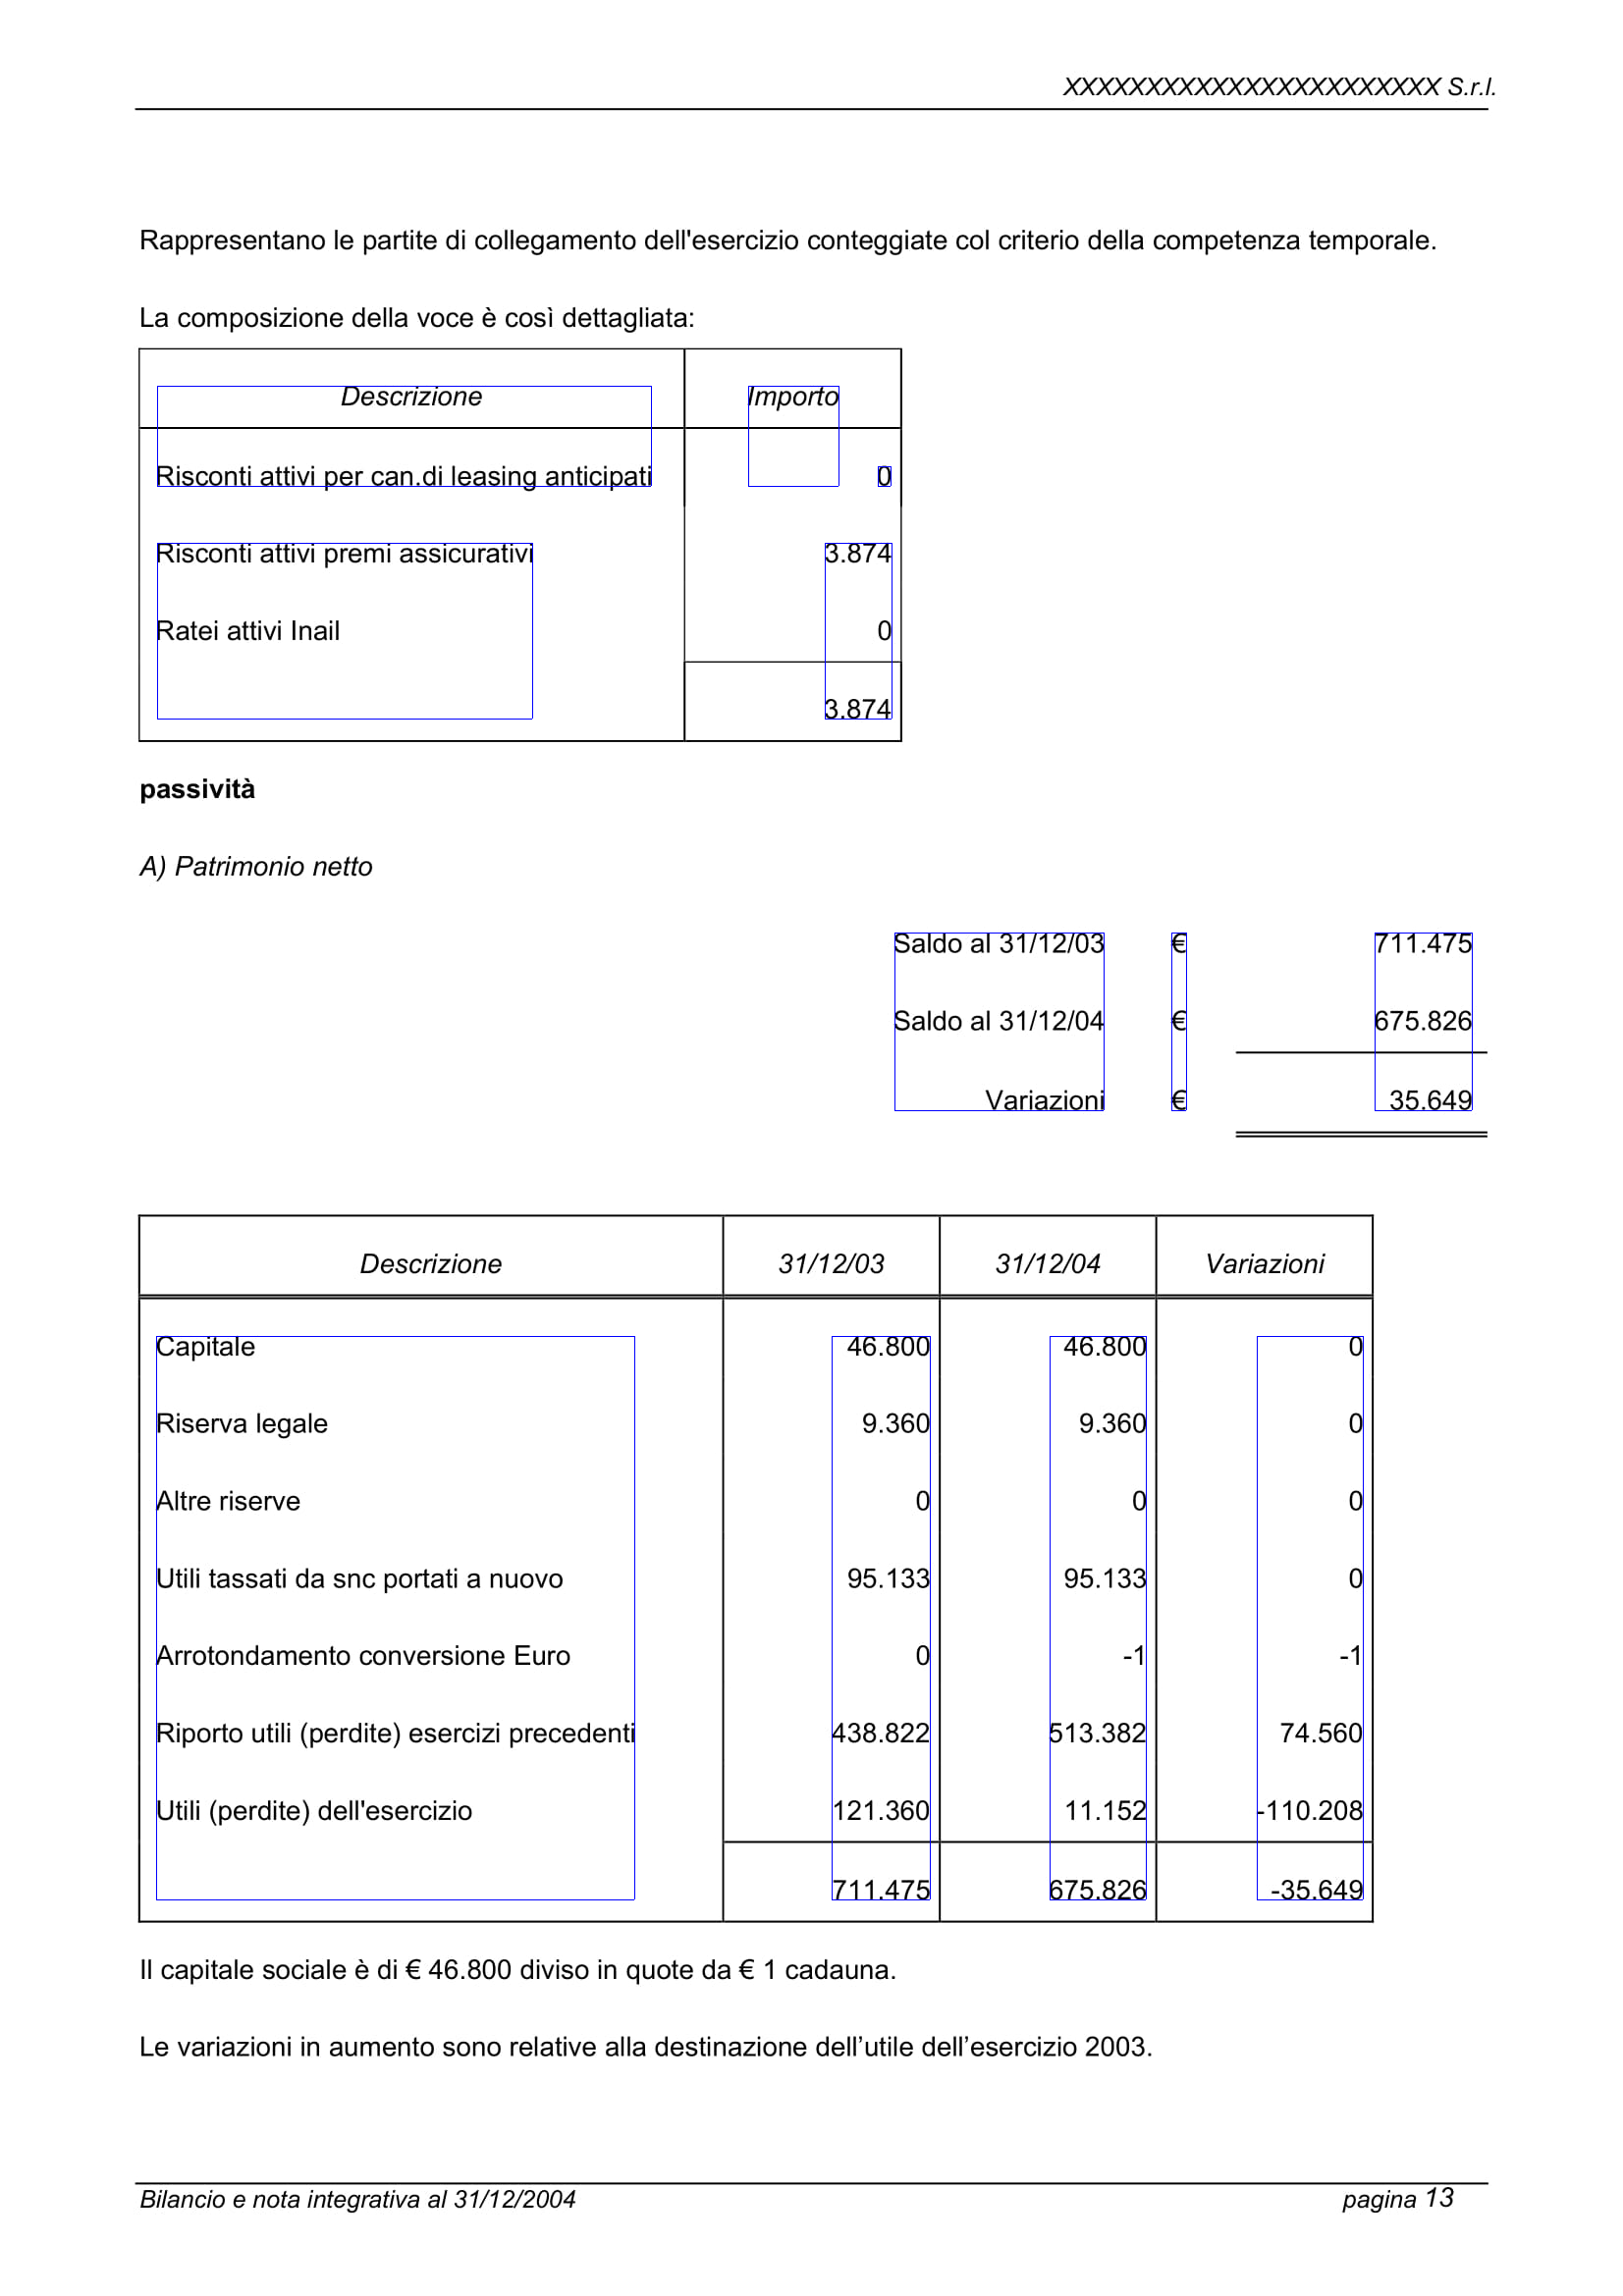 XXXXXXXXXXXXXXXXXXXXXXX S.r.l.
Rappresentano le partite di collegamento dell'esercizio conteggiate col criterio della competenza temporale.
La composizione della voce è così dettagliata:
Descrizione Importo
Risconti attivi per can.di leasing anticipati 0
Risconti attivi premi assicurativi 3.874
Ratei attivi Inail 0
3.874
passività
A) Patrimonio netto
Saldo al 31/12/03 € 711.475
Saldo al 31/12/04 € 675.826
Variazioni € 35.649
Descrizione 31/12/03 31/12/04 Variazioni
Capitale 46.800 46.800 0
Riserva legale 9.360 9.360 0
Altre riserve 0 0 0
Utili tassati da snc portati a nuovo 95.133 95.133 0
Arrotondamento conversione Euro 0 -1 -1
Riporto utili (perdite) esercizi precedenti 438.822 513.382 74.560
Utili (perdite) dell'esercizio 121.360 11.152 -110.208
711.475 675.826 -35.649
Il capitale sociale è di € 46.800 diviso in quote da € 1 cadauna.
Le variazioni in aumento sono relative alla destinazione dell’utile dell’esercizio 2003.
Bilancio e nota integrativa al 31/12/2004 pagina 13